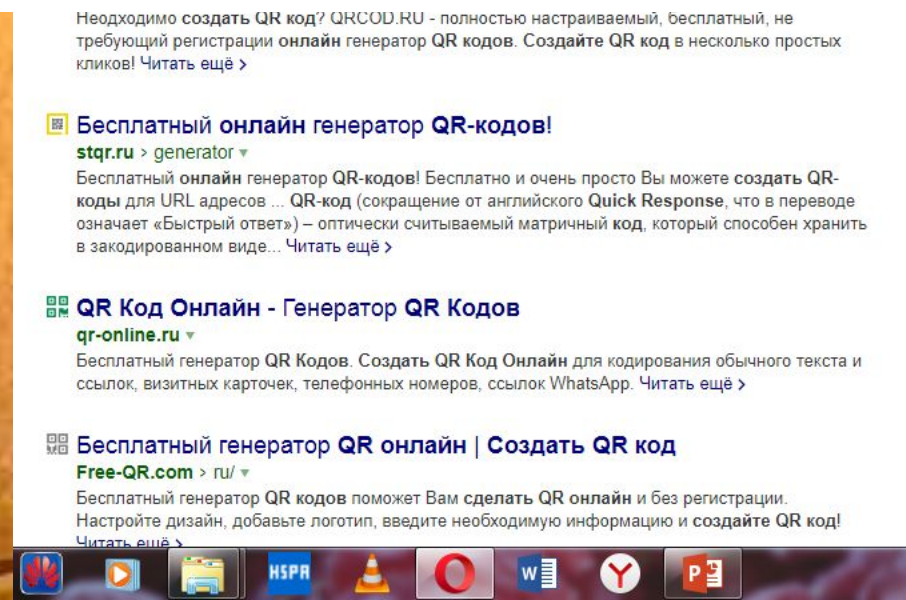 Необходимо создать QR код? QRCOD.RU - полностью настраиваемый, бесплатный, не
требующий регистрации онлайн генератор QR кодов. Создайте QR код в несколько простых
кликов! Читать ещё >
Бесплатный онлайн генератор QR-кодов!
stqr.ru > generator
Бесплатный онлайн генератор QR-кодов! Бесплатно и очень просто Вы можете создать QR-
коды для URL адресов ... QR-код (сокращение от английского Quick Response, что в переводе
означает «Быстрый ответ») – оптически считываемый матричный код, который способен хранить
в закодированном виде... Читать ещё >
QR Код Онлайн - Генератор QR Кодов
qr-online.ru
Бесплатный генератор QR Кодов. Создать QR Код Онлайн для кодирования обычного текста и
ссылок, визитных карточек, телефонных номеров, ссылок WhatsApp. Читать ещё >
Бесплатный генератор QR онлайн | Создать QR код
Free-QR.com > ru/
Бесплатный генератор QR кодов поможет Вам сделать QR онлайн и без регистрации.
Настройте дизайн, добавьте логотип, введите необходимую информацию и создайте QR код!
Читать ещё >
HSPA